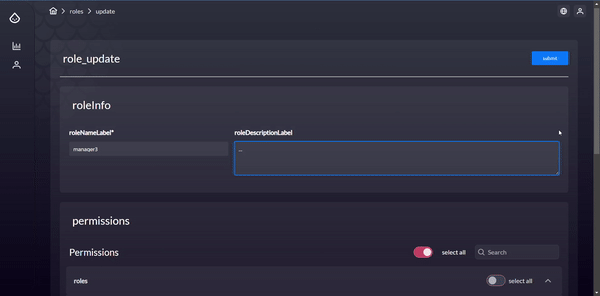 roles > update
role_update
submit
roleInfo
roleNameLabel*
roleDescriptionLabel
manager3
...
permissions
Permissions
select all
Search
roles
select all